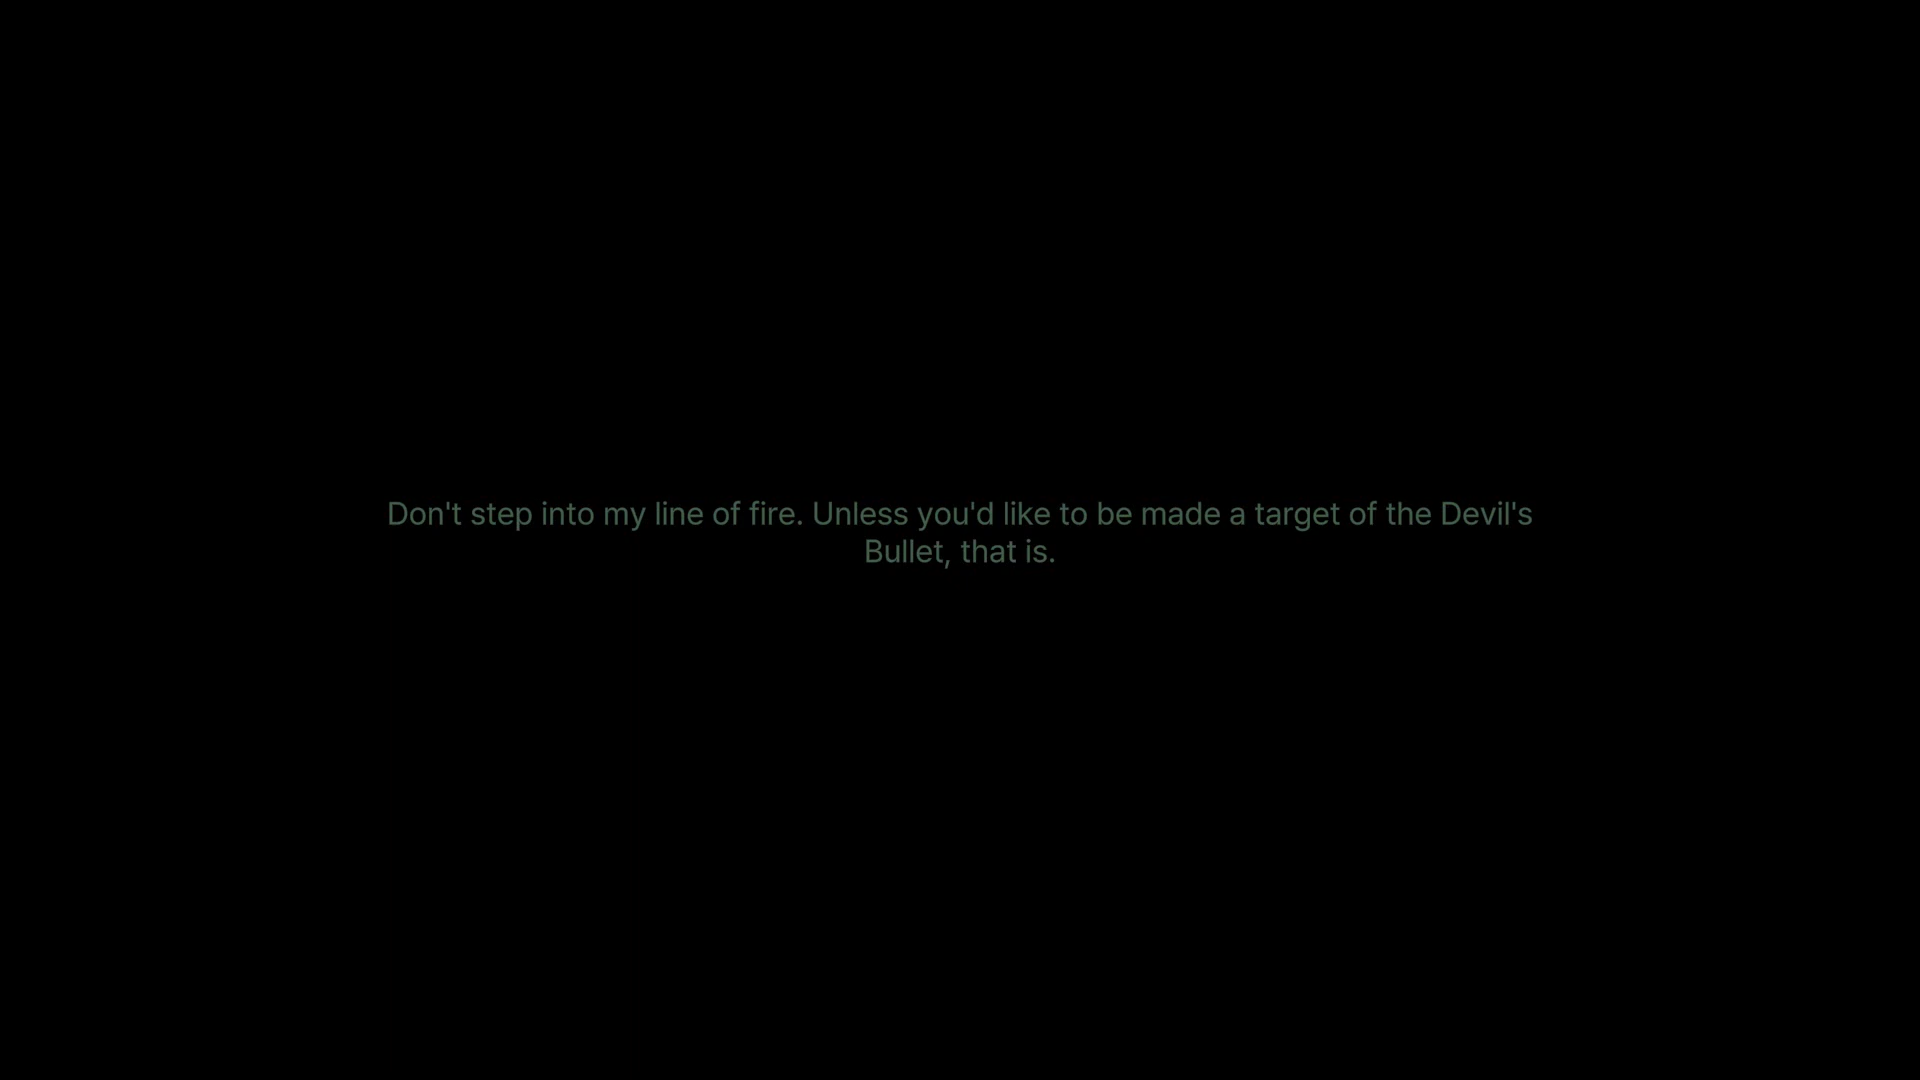 Don't step into my line of fire. Unless you'd like to be made a target of the Devil's
Bullet, that is.